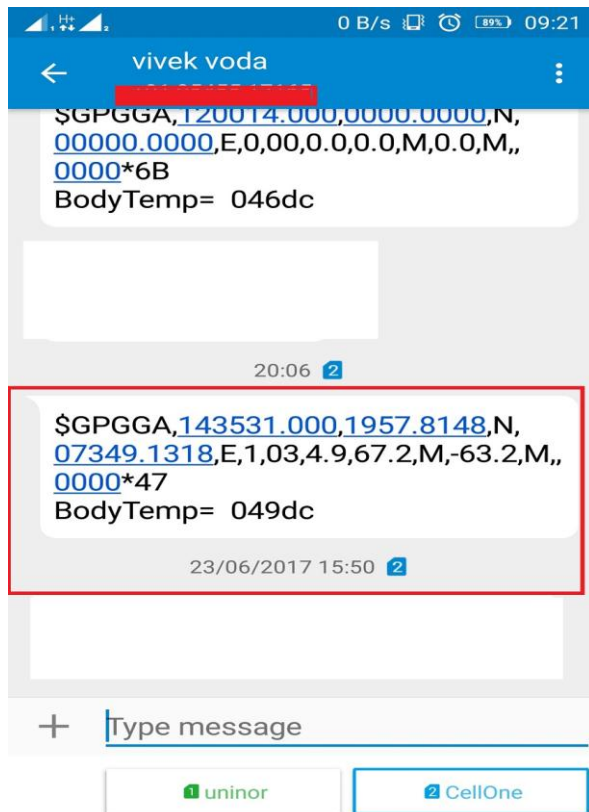 0 B/s 89% 09:21
vivek voda
$GPGGA,120014.000,0000.0000,N,
00000.0000,E,0,00,0.0,0.0,M,0.0,M,,
0000*6B
BodyTemp= 046dc
20:06 2
$GPGGA,143531.000,1957.8148,N,
07349.1318,E,1,03,4.9,67.2,M,-63.2,M,,
0000*47
BodyTemp= 049dc
23/06/2017 15:50 2
Type message
1 uninor 2 CellOne